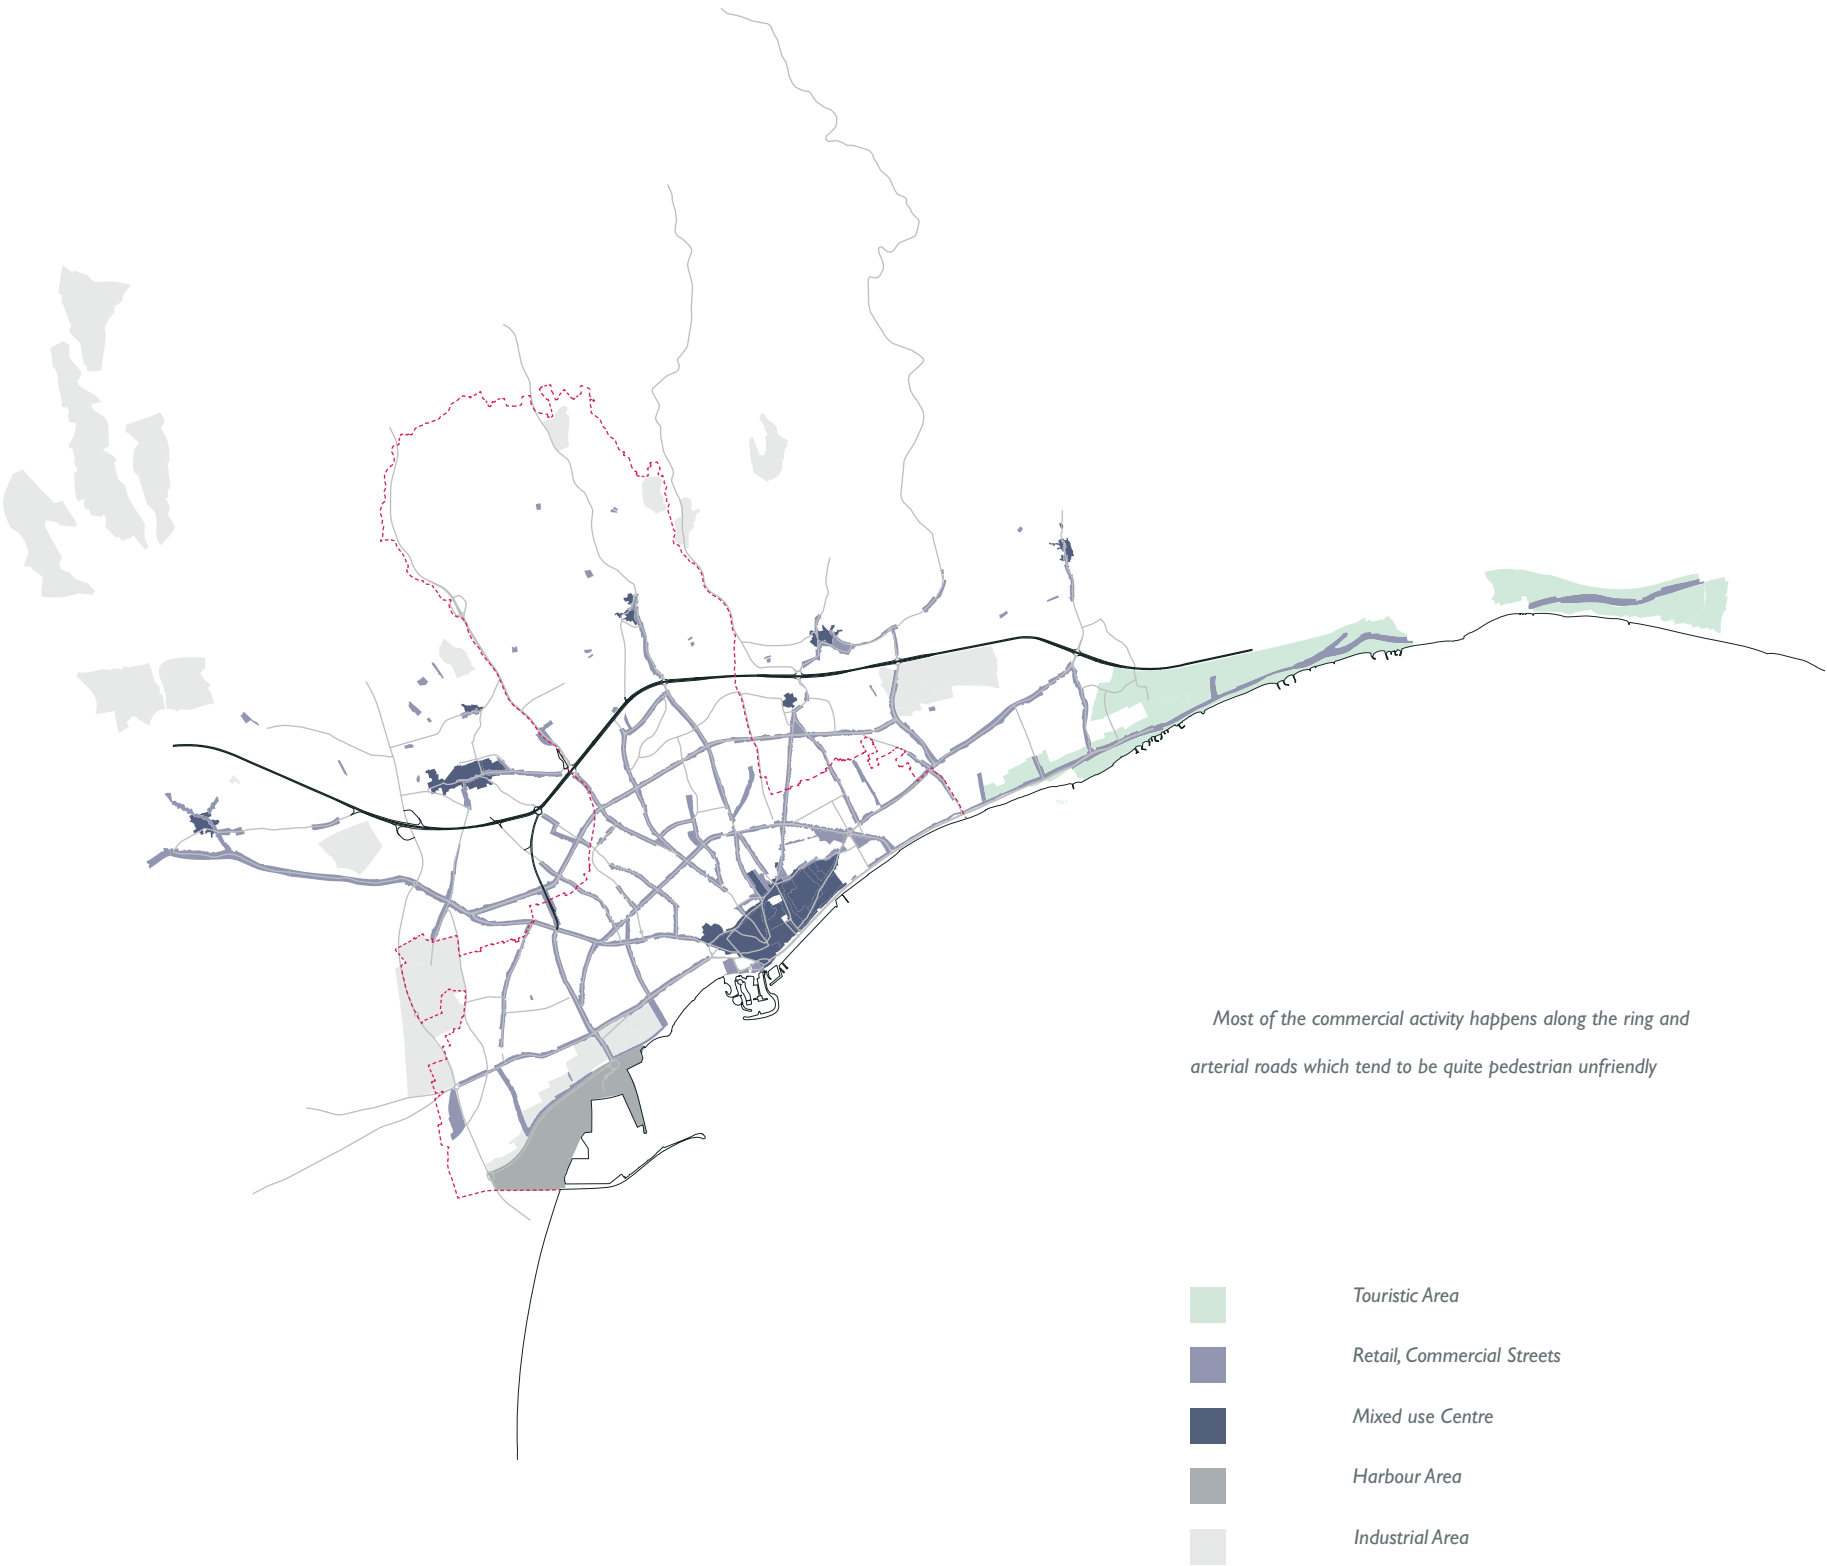 Most of the commercial activity happens along the ring and
arterial roads which tend to be quite pedestrian unfriendly
Touristic Area
Retail, Commercial Streets
Mixed use Centre
Harbour Area
Industrial Area